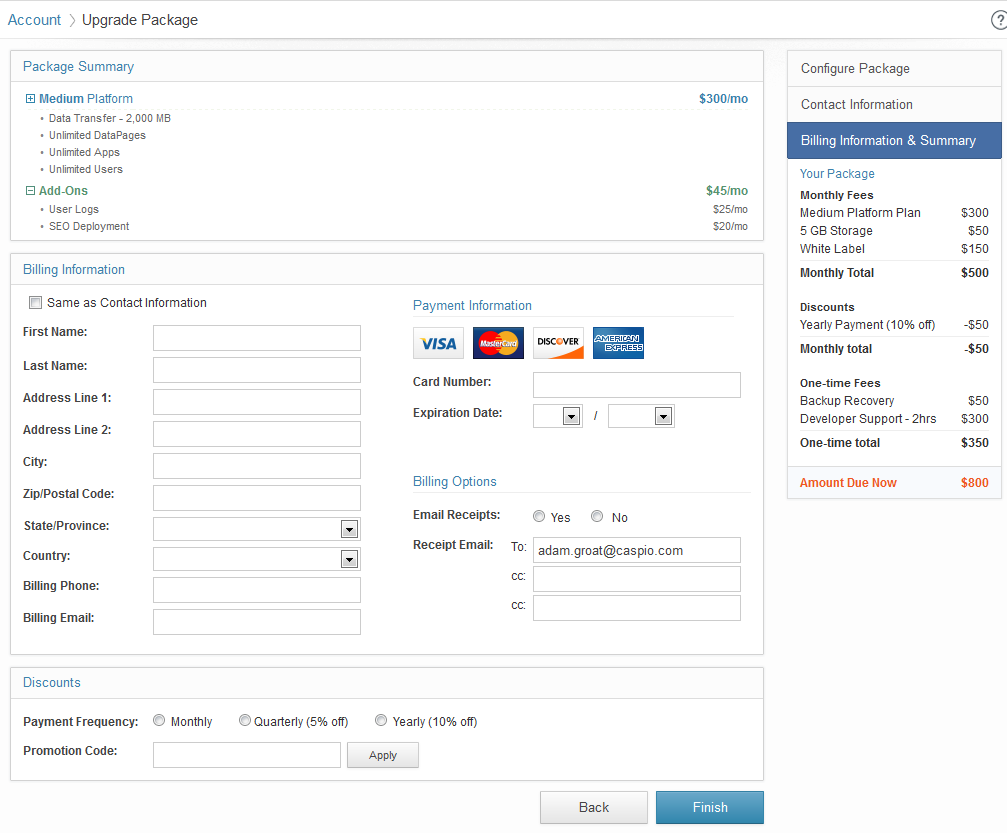 Account > Upgrade Package
?
Package Summary
Medium Platform $300/mo
• Data Transfer - 2,000 MB
• Unlimited DataPages
• Unlimited Apps
• Unlimited Users
Add-Ons $45/mo
• User Logs $25/mo
• SEO Deployment $20/mo
Billing Information
Same as Contact Information
First Name:
Last Name:
Address Line 1:
Address Line 2:
City:
Zip/Postal Code:
State/Province:
Country:
Billing Phone:
Billing Email:
Payment Information
VISA MasterCard DISCOVER AMERICAN EXPRESS
Card Number:
Expiration Date: /
Billing Options
Email Receipts: Yes No
Receipt Email: To: adam.groat@caspio.com
cc:
cc:
Discounts
Payment Frequency: Monthly Quarterly (5% off) Yearly (10% off)
Promotion Code: Apply
Back Finish
Configure Package
Contact Information
Billing Information & Summary
Your Package
Monthly Fees
Medium Platform Plan $300
5 GB Storage $50
White Label $150
Monthly Total $500
Discounts
Yearly Payment (10% off) -$50
Monthly total -$50
One-time Fees
Backup Recovery $50
Developer Support - 2hrs $300
One-time total $350
Amount Due Now $800